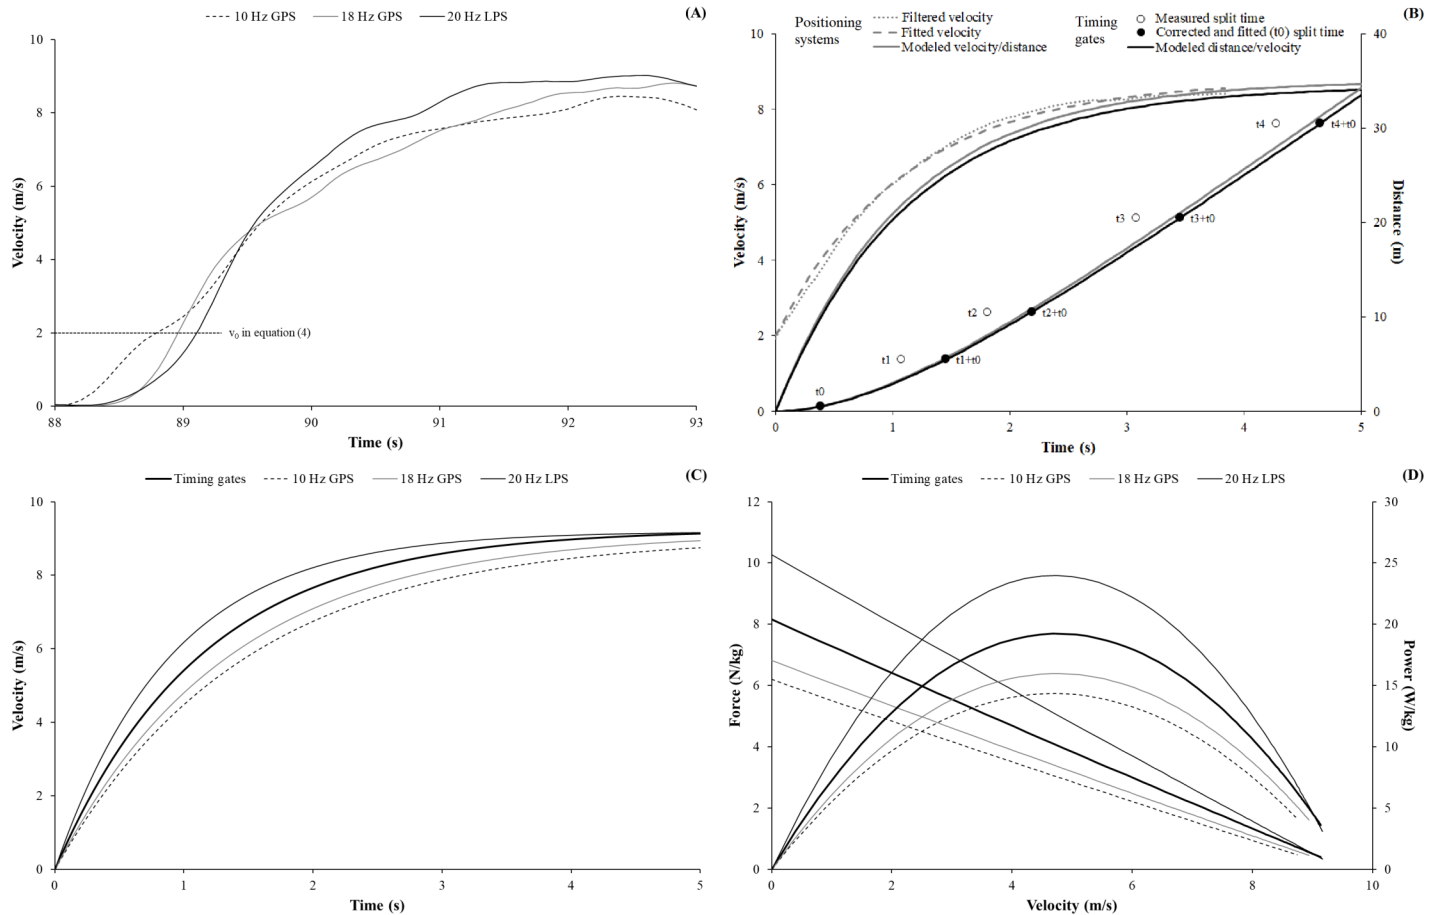 10 Hz GPS 18 Hz GPS 20 Hz LPS (A)
10
8
6
4
2
0
Velocity (m/s)
v0 in equation (4)
88 89 90 91 92 93
Time (s)
(B)
Positioning systems
Filtered velocity
Fitted velocity
Modeled velocity/distance
Timing gates
Measured split time
Corrected and fitted (t0) split time
Modeled distance/velocity
10
8
6
4
2
0
Velocity (m/s)
40
30
20
10
0
Distance (m)
t4 t4+t0
t3 t3+t0
t2 t2+t0
t1 t1+t0
t0
0 1 2 3 4 5
Time (s)
Timing gates 10 Hz GPS 18 Hz GPS 20 Hz LPS (C)
10
8
6
4
2
0
Velocity (m/s)
0 1 2 3 4 5
Time (s)
Timing gates 10 Hz GPS 18 Hz GPS 20 Hz LPS (D)
12
10
8
6
4
2
0
Force (N/kg)
30
25
20
15
10
5
0
Power (W/kg)
0 2 4 6 8 10
Velocity (m/s)